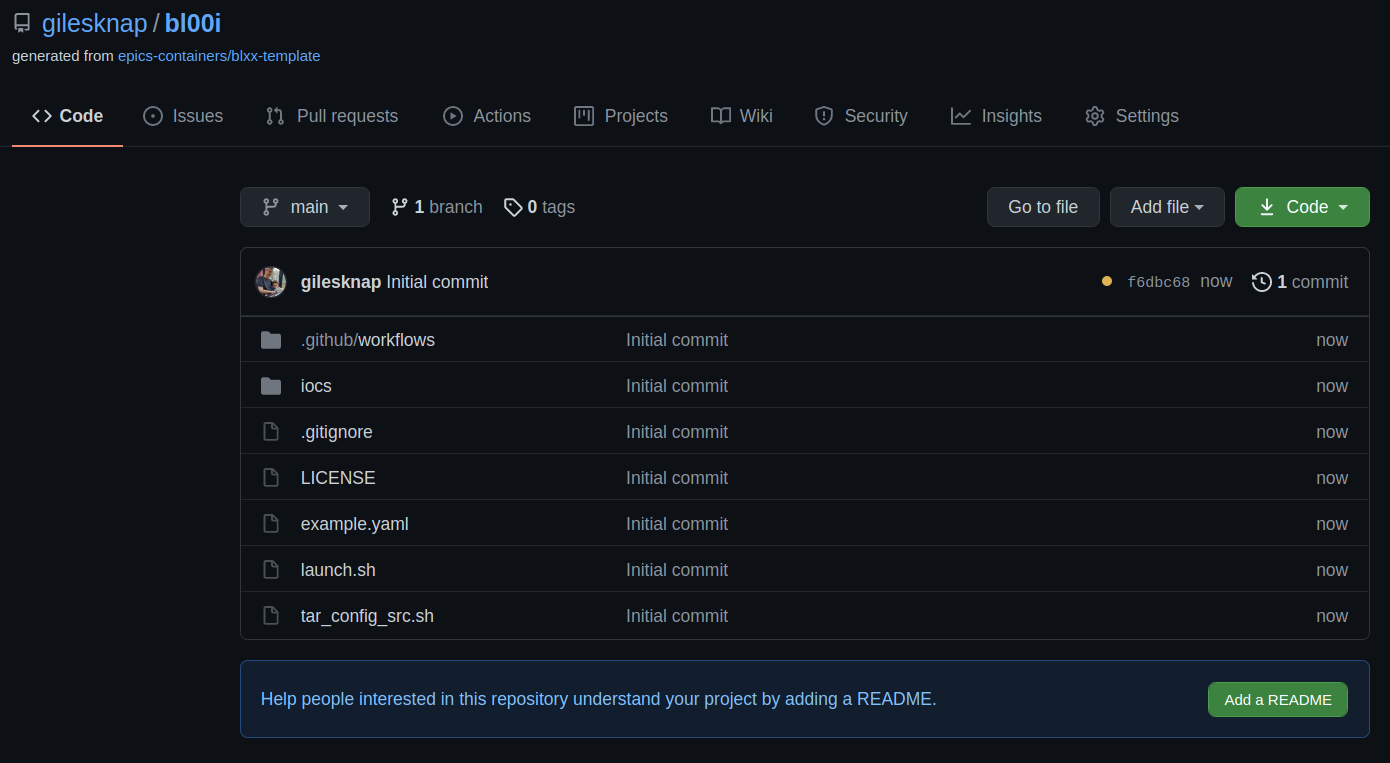 gilesknap / bl00i
generated from epics-containers/blxx-template
Code Issues Pull requests Actions Projects Wiki Security Insights Settings
main 1 branch 0 tags Go to file Add file Code
gilesknap Initial commit f6dbc68 now 1 commit
.github/workflows Initial commit now
iocs Initial commit now
.gitignore Initial commit now
LICENSE Initial commit now
example.yaml Initial commit now
launch.sh Initial commit now
tar_config_src.sh Initial commit now
Help people interested in this repository understand your project by adding a README. Add a README